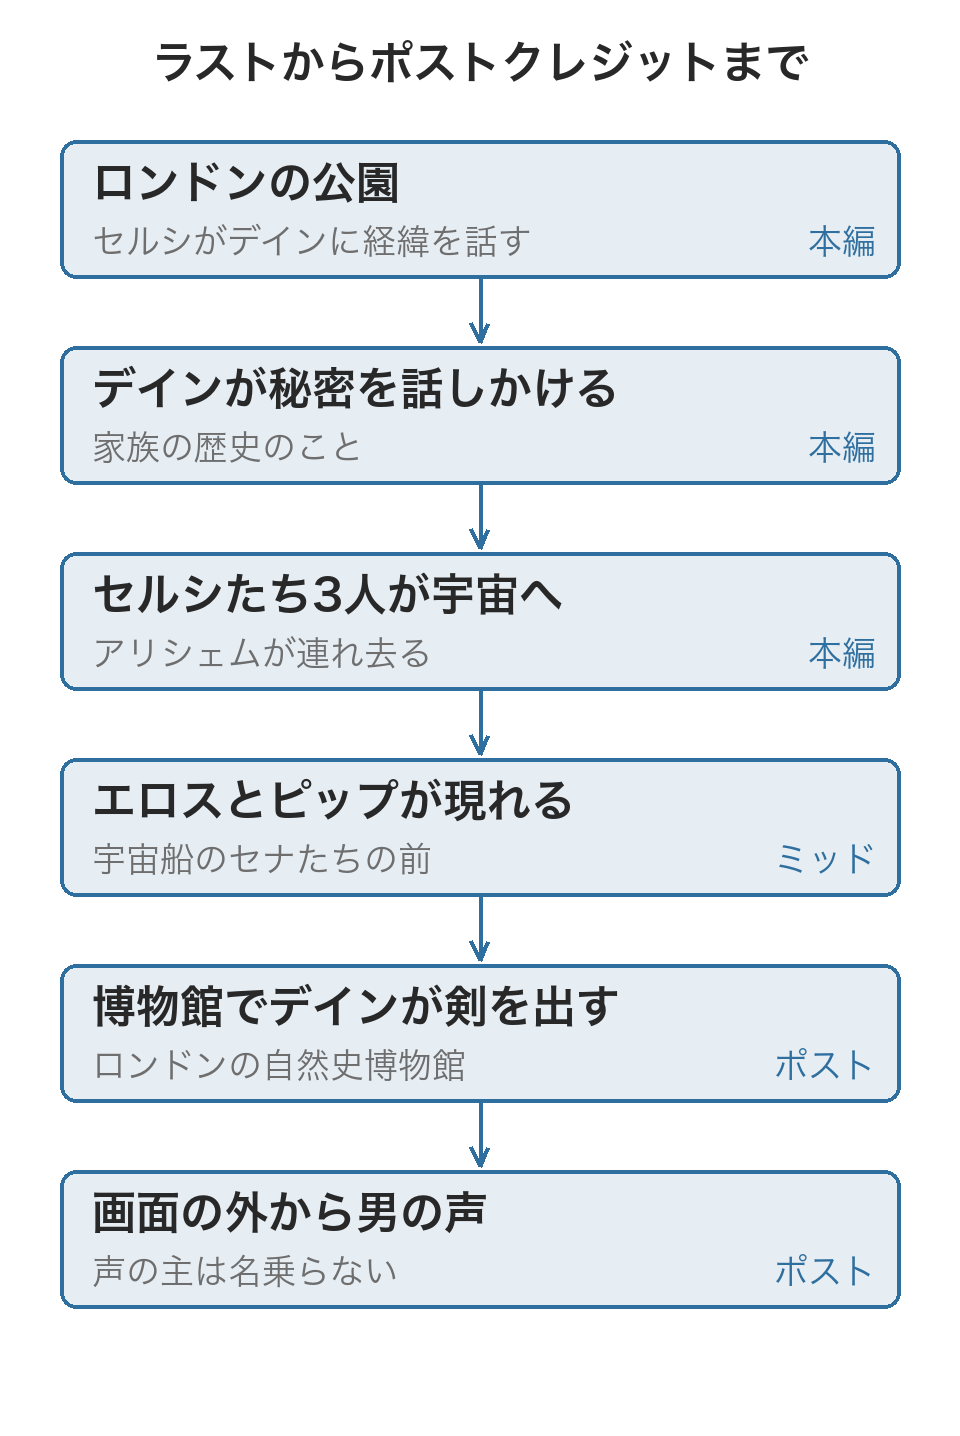 ラストからポストクレジットまで
ロンドンの公園
セルシがデインに経緯を話す 本編
デインが秘密を話しかける
家族の歴史のこと 本編
セルシたち3人が宇宙へ
アリシェムが連れ去る 本編
エロスとピップが現れる
宇宙船のセナたちの前 ミッド
博物館でデインが剣を出す
ロンドンの自然史博物館 ポスト
画面の外から男の声
声の主は名乗らない ポスト